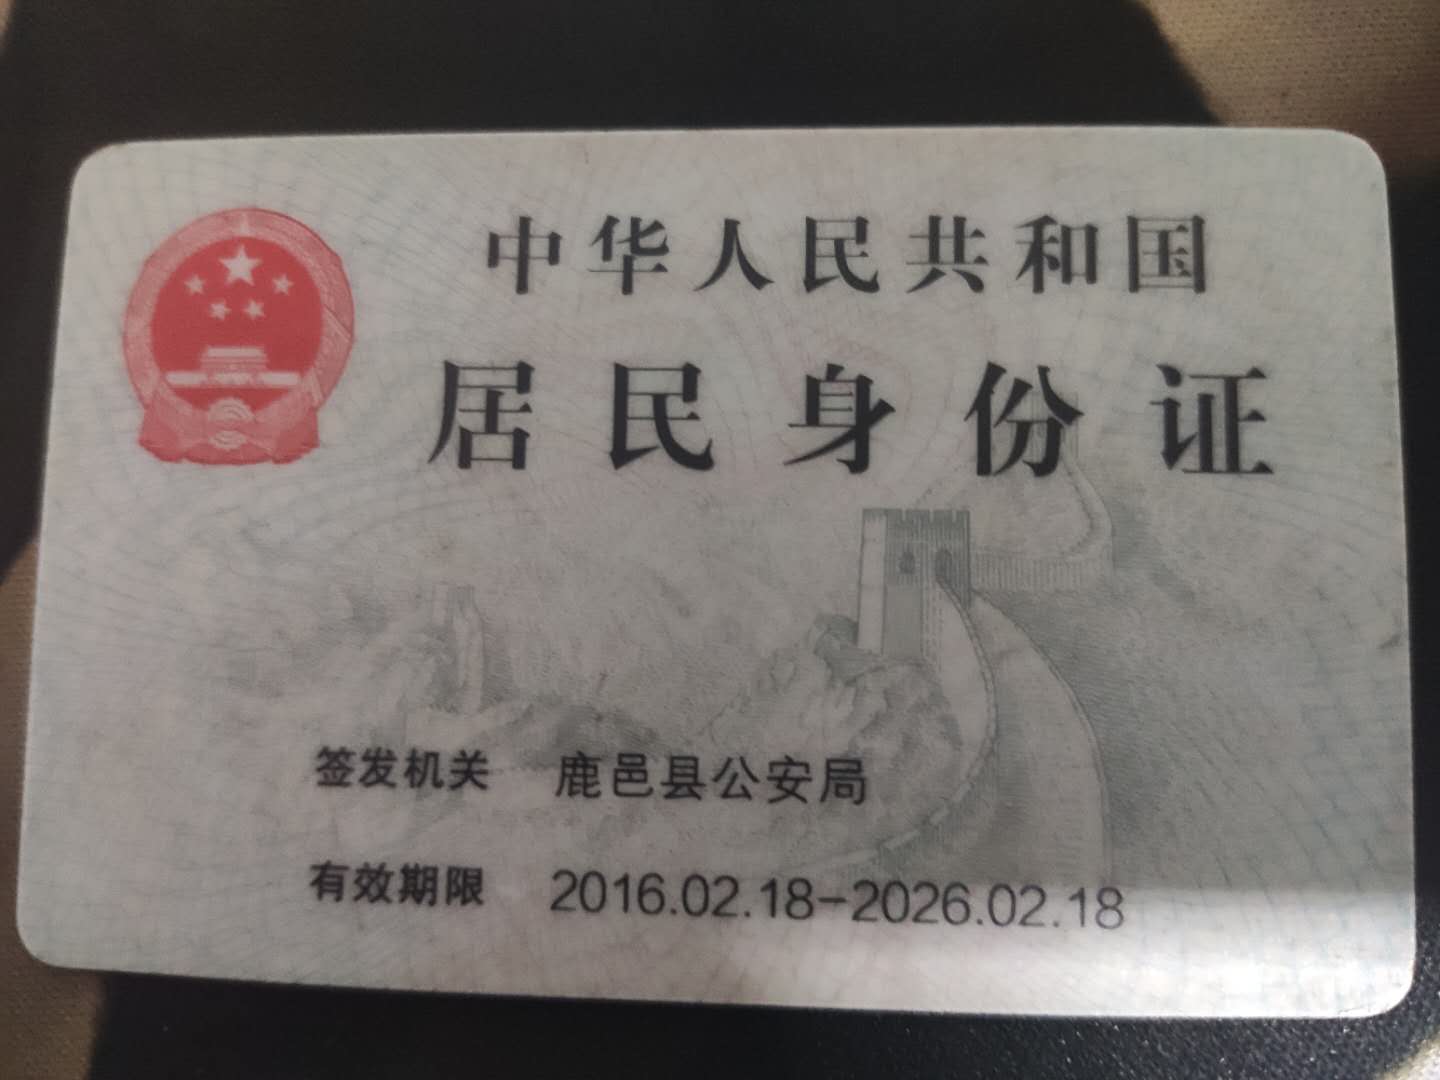 中华人民共和国
居民身份证
签发机关 鹿邑县公安局
有效期限 2016.02.18-2026.02.18